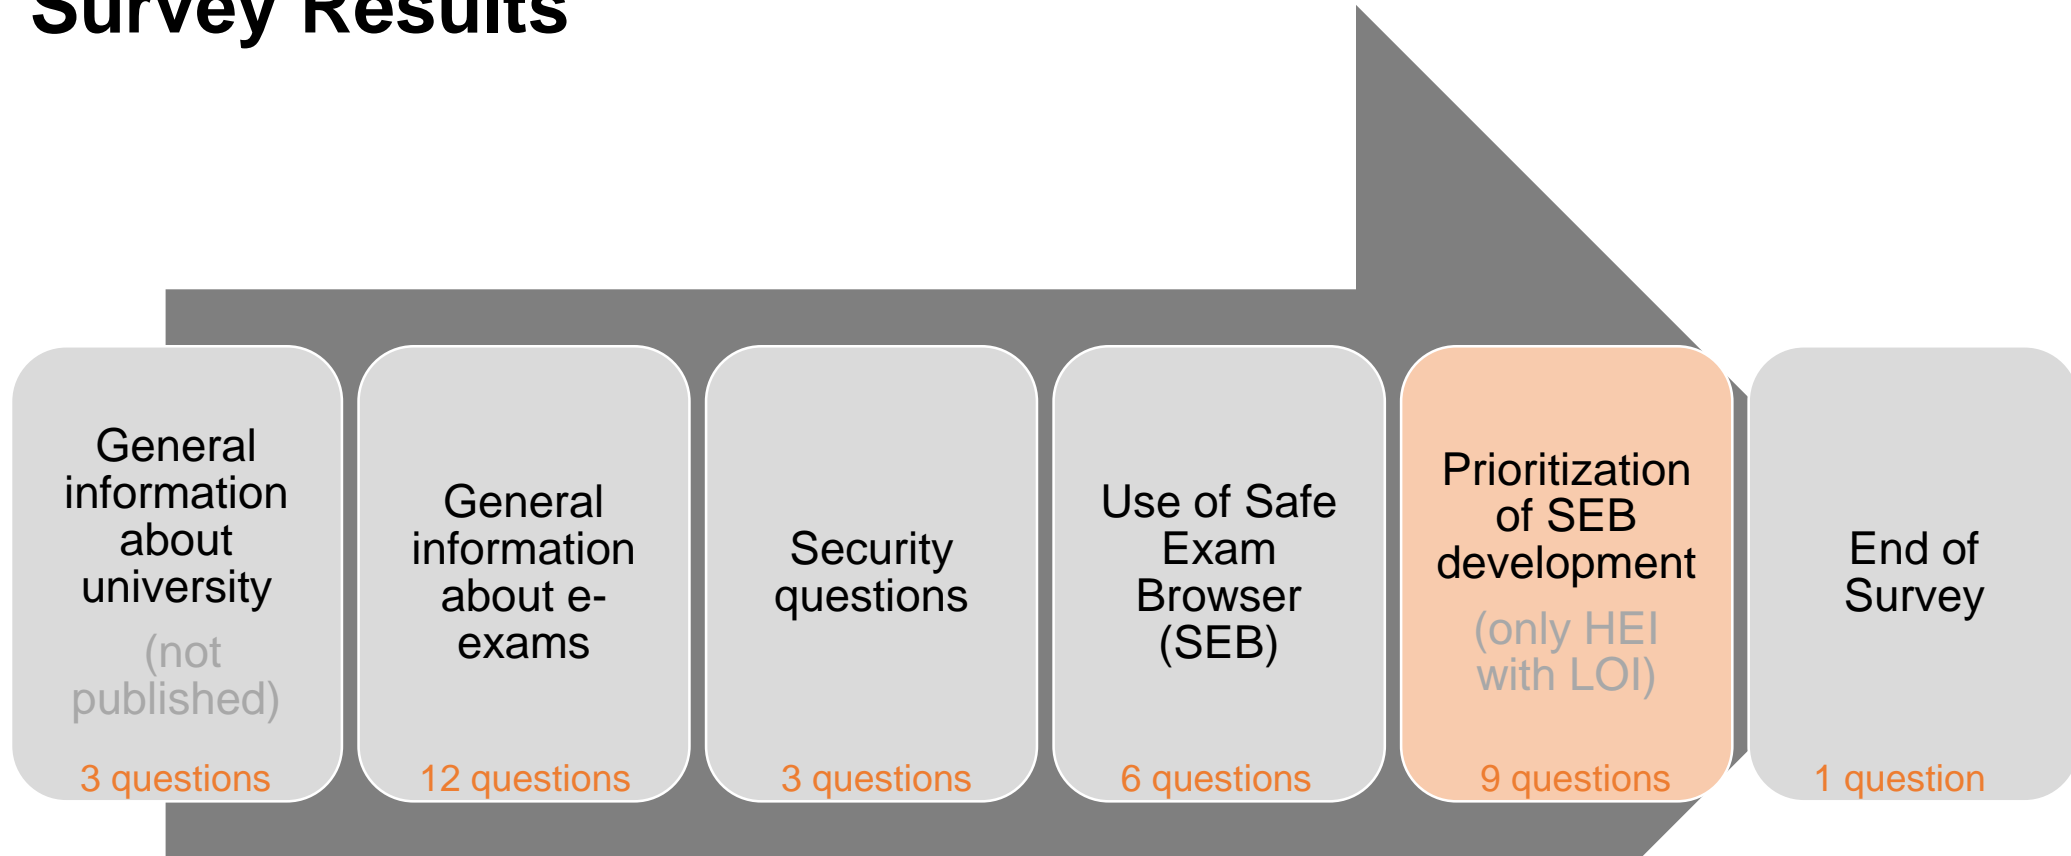 Survey Results
General
information
about
university
(not
published)
3 questions
General
information
about e-
exams
12 questions
Security
questions
3 questions
Use of Safe
Exam
Browser
(SEB)
6 questions
Prioritization
of SEB
development
(only HEI
with LOI)
9 questions
End of
Survey
1 question